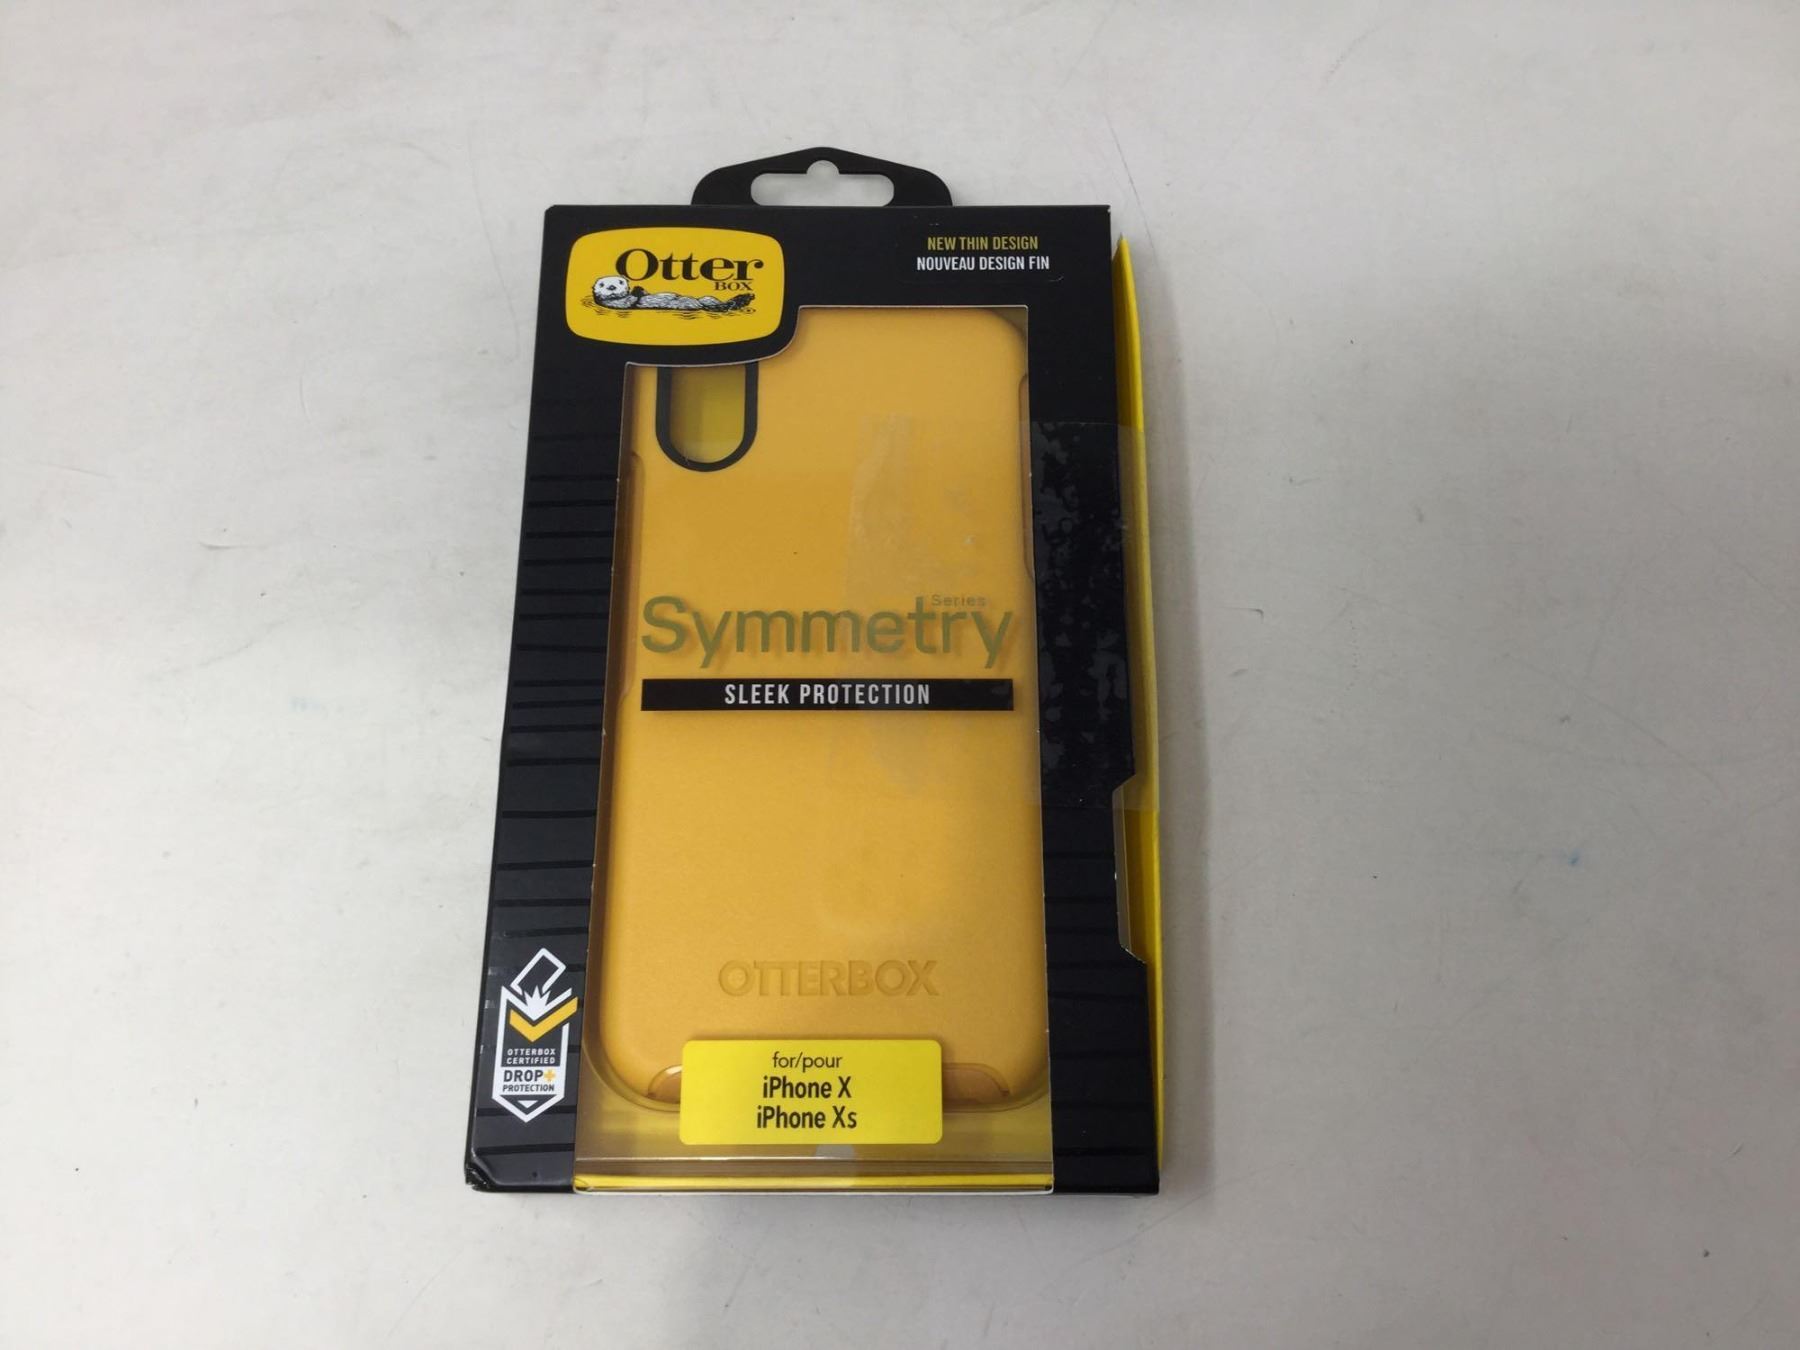 Otter
BOX
NEW THIN DESIGN
NOUVEAU DESIGN FIN
Series
Symmetry
SLEEK PROTECTION
OTTERBOX
OTTERBOX
CERTIFIED
DROP+
PROTECTION
for/pour
iPhone X
iPhone Xs